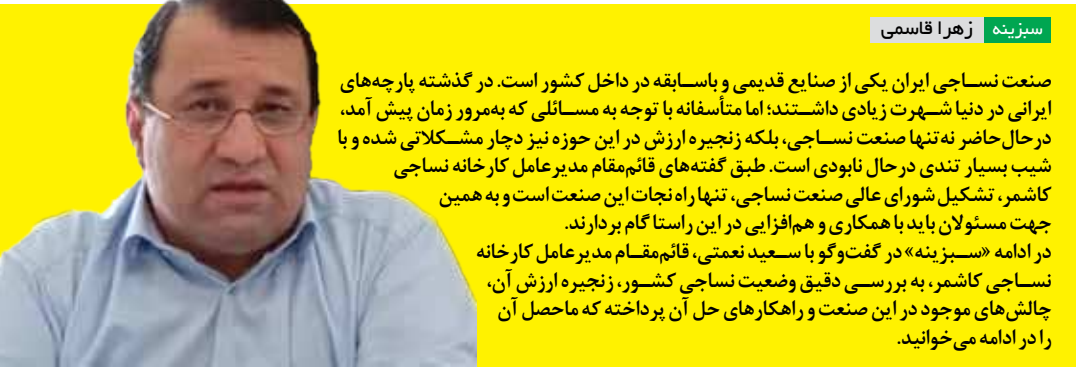 سبزینه زهرا قاسمی
صنعت نساجی ایران یکی از صنایع قدیمی و باسابقه در داخل کشور است. در گذشته پارچه‌های
ایرانی در دنیا شهرت زیادی داشتند؛ اما متأسفانه با توجه به مسائلی که به‌مرور زمان پیش آمد،
درحال‌حاضر نه‌تنها صنعت نساجی، بلکه زنجیره ارزش در این حوزه نیز دچار مشکلاتی شده و با
شیب بسیار تندی درحال نابودی است. طبق گفته‌های قائم‌مقام مدیرعامل کارخانه نساجی
کاشمر، تشکیل شورای عالی صنعت نساجی، تنها راه نجات این صنعت است و به همین
جهت مسئولان باید با همکاری و هم‌افزایی در این راستا گام بردارند.
در ادامه «سبزینه» در گفت‌وگو با سعید نعمتی، قائم‌مقام مدیرعامل کارخانه
نساجی کاشمر، به بررسی دقیق وضعیت نساجی کشور، زنجیره ارزش آن،
چالش‌های موجود در این صنعت و راهکارهای حل آن پرداخته که ماحصل آن
را در ادامه می‌خوانید.